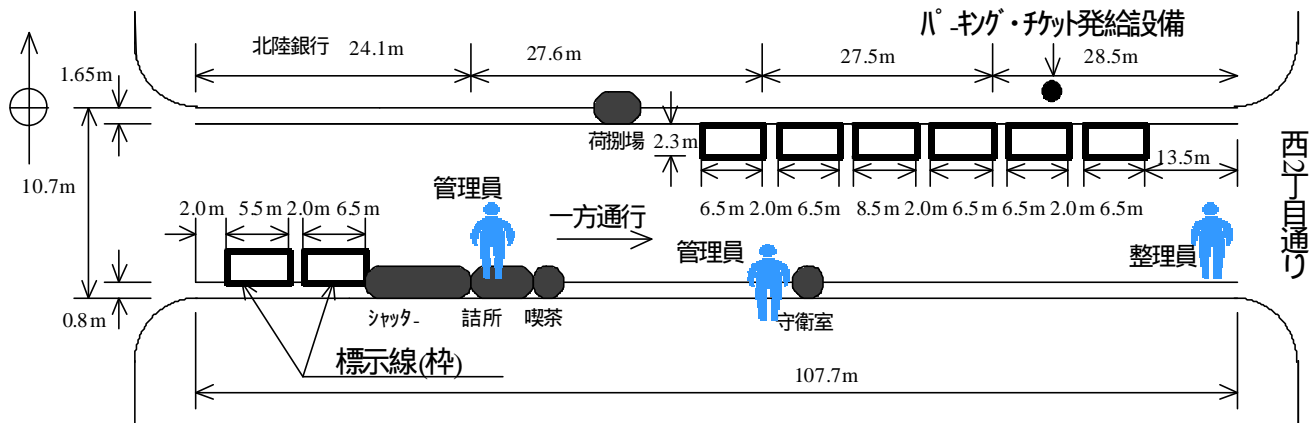 パーキング・チケット発給設備
北陸銀行 24.1m
27.6m
27.5m
28.5m
1.65m
荷捌場
2.3m
13.5m
10.7m
管理員
2.0m 5.5m 2.0m 6.5m
一方通行
6.5m 2.0m 6.5m 8.5m 2.0m 6.5m 6.5m 2.0m 6.5m
西2丁目通り
管理員
整理員
0.8m
シャッター
詰所
喫茶
守衛室
標示線(枠)
107.7m